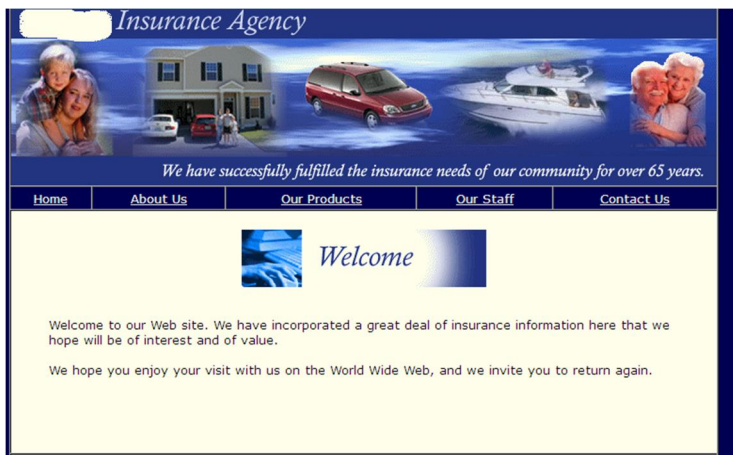 Insurance Agency
We have successfully fulfilled the insurance needs of our community for over 65 years.
Home About Us Our Products Our Staff Contact Us
Welcome
Welcome to our Web site. We have incorporated a great deal of insurance information here that we
hope will be of interest and of value.
We hope you enjoy your visit with us on the World Wide Web, and we invite you to return again.